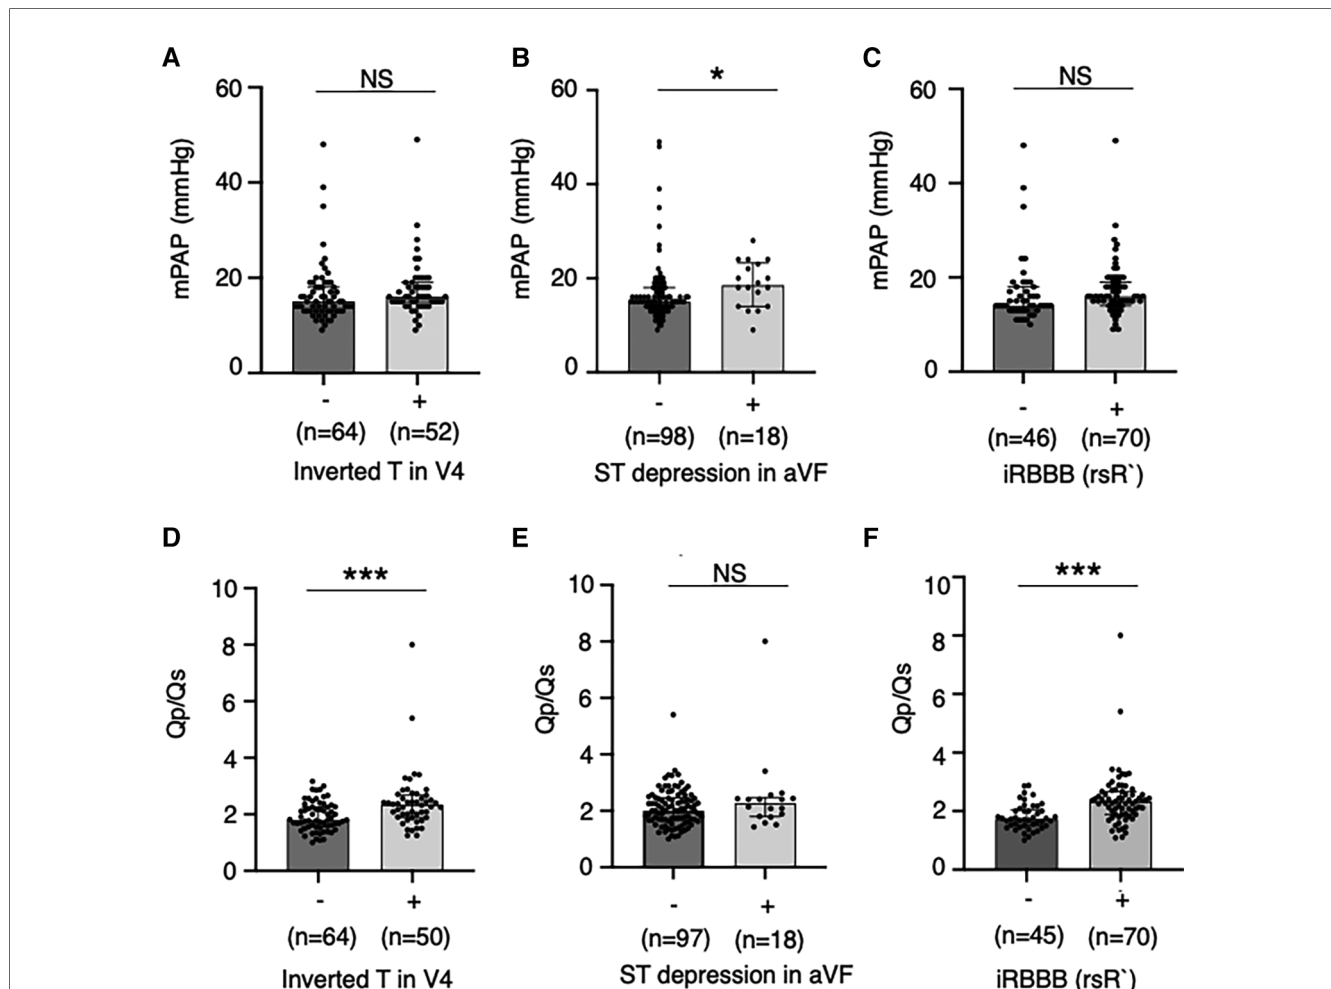 A B C
NS * NS
60 60 60
40 40 40
20 20 20
0 0 0
mPAP (mmHg) mPAP (mmHg) mPAP (mmHg)
- + - + - +
(n=64) (n=52) (n=98) (n=18) (n=46) (n=70)
Inverted T in V4 ST depression in aVF iRBBB (rsR`)
D E F
*** NS ***
10 10 10
8 8 8
6 6 6
4 4 4
2 2 2
0 0 0
Qp/Qs Qp/Qs Qp/Qs
- + - + - +
(n=64) (n=50) (n=97) (n=18) (n=45) (n=70)
Inverted T in V4 ST depression in aVF iRBBB (rsR`)